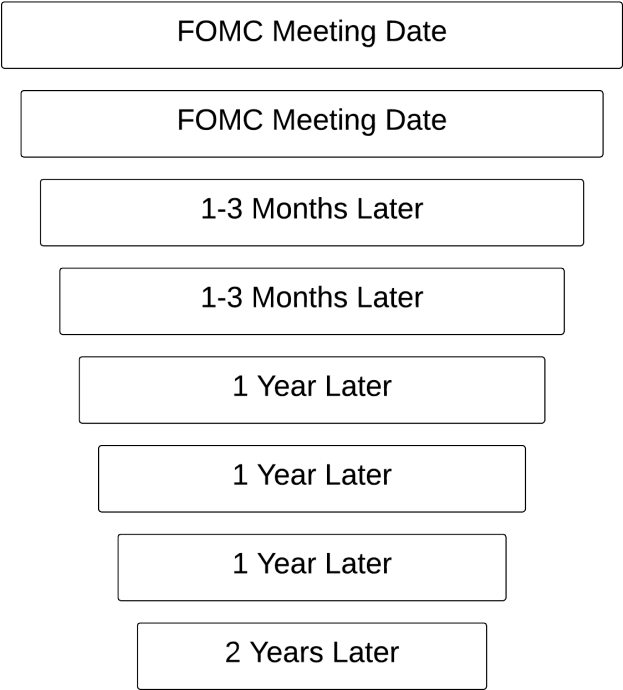 FOMC Meeting Date
FOMC Meeting Date
1-3 Months Later
1-3 Months Later
1 Year Later
1 Year Later
1 Year Later
2 Years Later